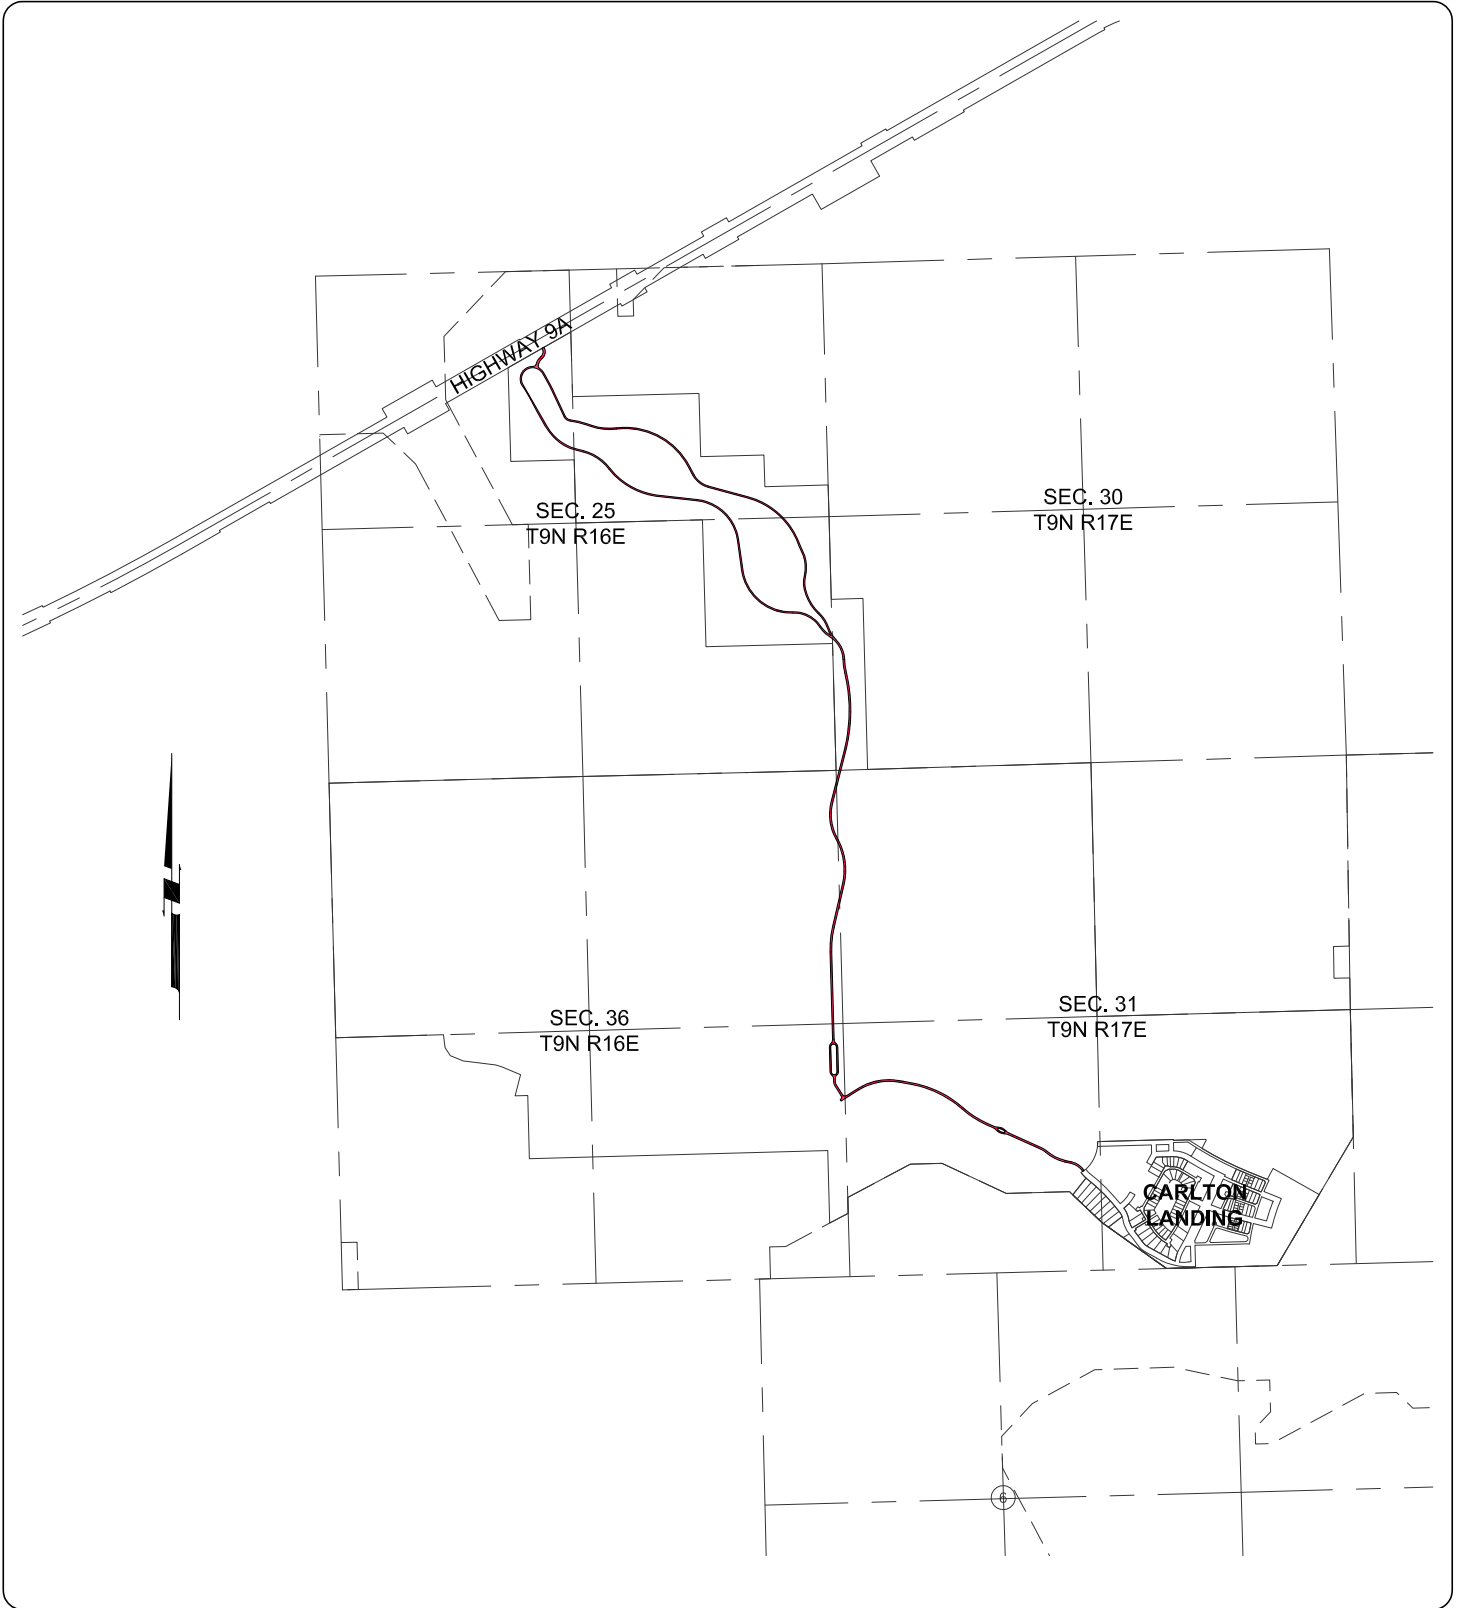 HIGHWAY 9A
SEC. 25
T9N R16E
SEC. 30
T9N R17E
SEC. 36
T9N R16E
SEC. 31
T9N R17E
CARLTON
LANDING
6